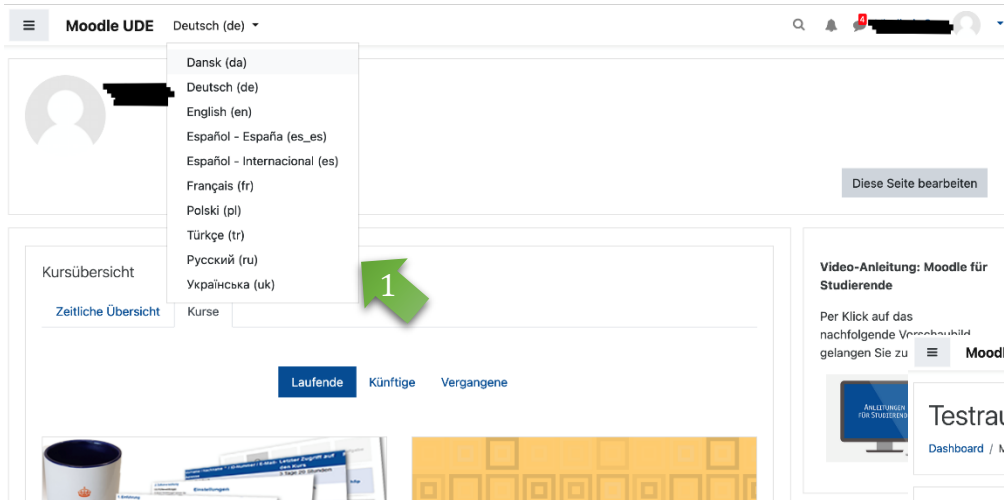 Moodle UDE Deutsch (de)
4
Dansk (da)
Deutsch (de)
English (en)
Español - España (es_es)
Español - Internacional (es)
Français (fr)
Polski (pl)
Türkçe (tr)
Русский (ru)
Українська (uk)
1
Diese Seite bearbeiten
Kursübersicht
Zeitliche Übersicht Kurse
Laufende Künftige Vergangene
Video-Anleitung: Moodle für
Studierende
Per Klick auf das
nachfolgende Vorschaubild
gelangen Sie zu
Anleitungen
für
Dashboard /
Einstellungen